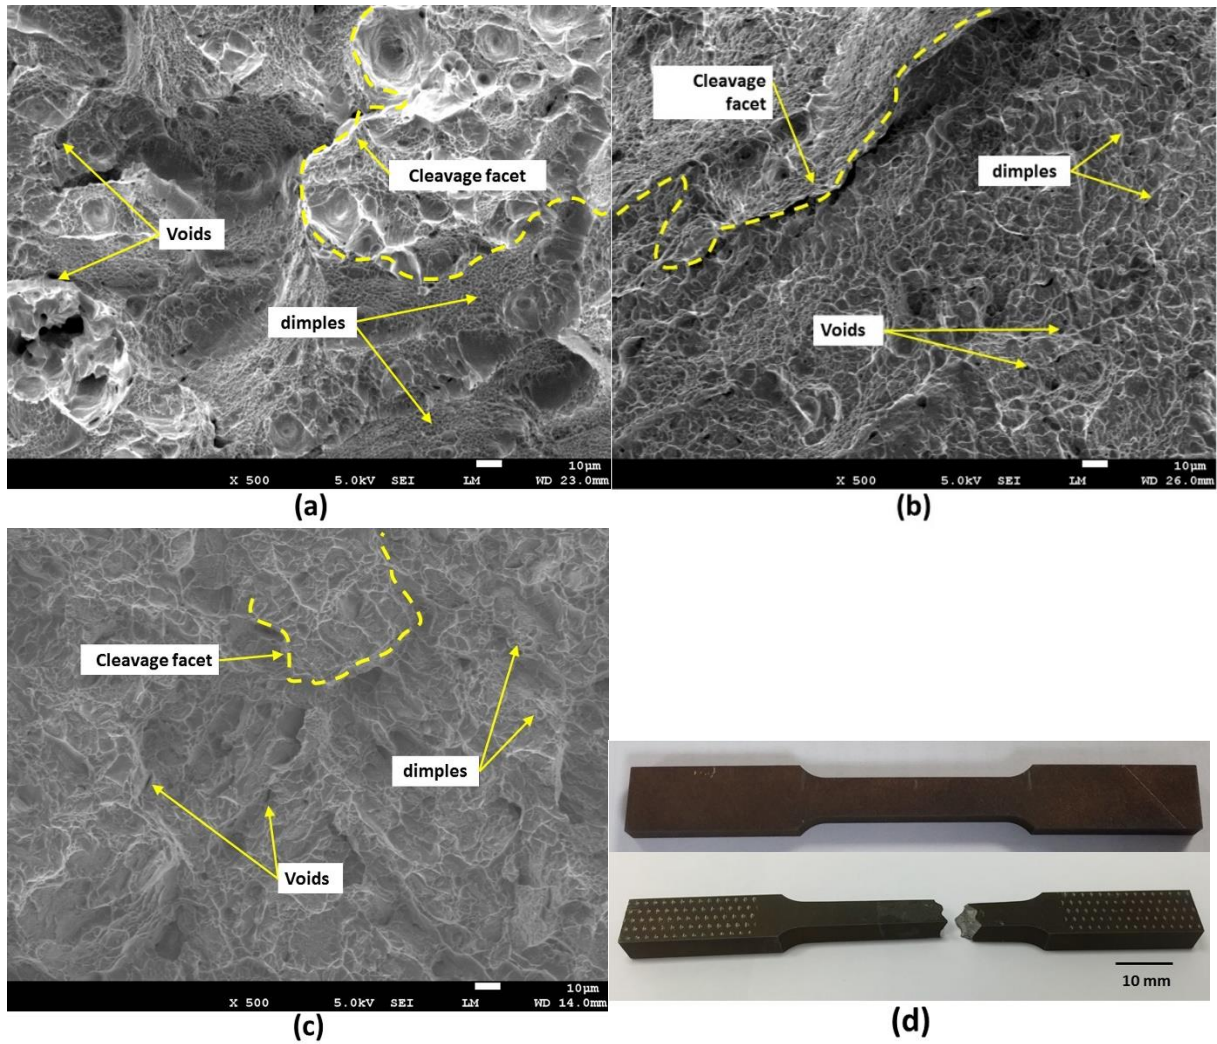 Cleavage facet
Voids
dimples
10µm
X 500 5.0kV SEI LM WD 23.0mm
(a)
Cleavage
facet
dimples
Voids
10µm
X 500 5.0kV SEI LM WD 26.0mm
(b)
Cleavage facet
dimples
Voids
10µm
X 500 5.0kV SEI LM WD 14.0mm
(c)
10 mm
(d)